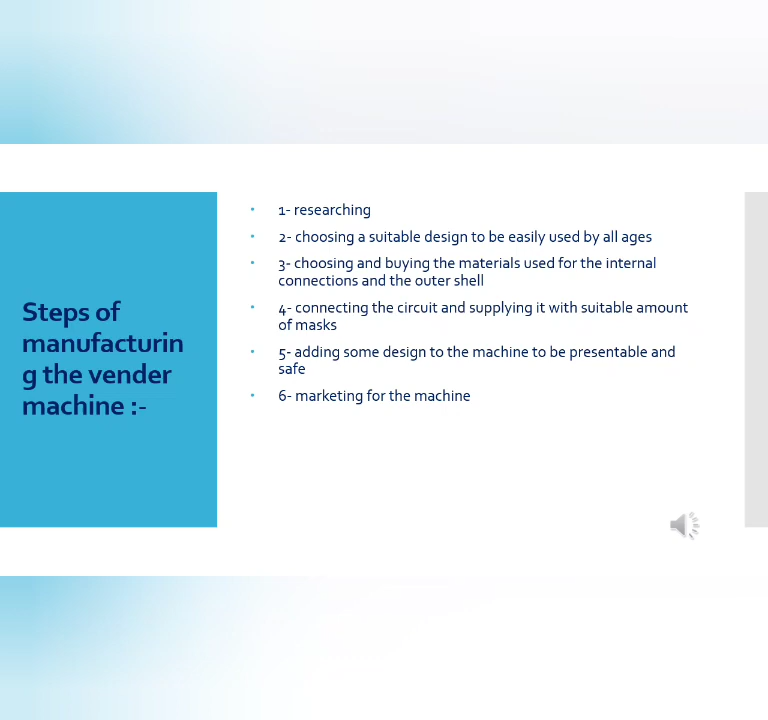 Steps of
manufacturin
g the vender
machine :-
• 1- researching
• 2- choosing a suitable design to be easily used by all ages
• 3- choosing and buying the materials used for the internal
connections and the outer shell
• 4- connecting the circuit and supplying it with suitable amount
of masks
• 5- adding some design to the machine to be presentable and
safe
• 6- marketing for the machine